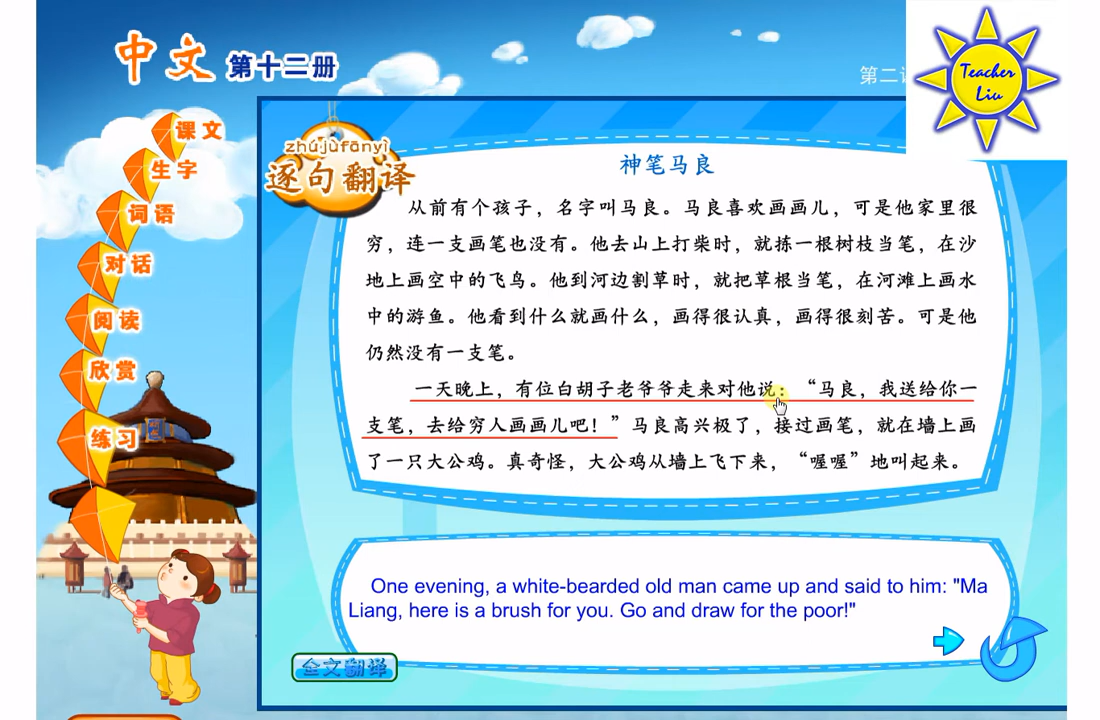 中文 第十二册
第二
Teacher
Liu
课文
生字
词语
对话
阅读
欣赏
练习
zhújùfānyì
逐句翻译
神笔马良
从前有个孩子，名字叫马良。马良喜欢画画儿，可是他家里很
穷，连一支画笔也没有。他去山上打柴时，就拣一根树枝当笔，在沙
地上画空中的飞鸟。他到河边割草时，就把草根当笔，在河滩上画水
中的游鱼。他看到什么就画什么，画得很认真，画得很刻苦。可是他
仍然没有一支笔。
一天晚上，有位白胡子老爷爷走来对他说：“马良，我送给你一
支笔，去给穷人画画儿吧！”马良高兴极了，接过画笔，就在墙上画
了一只大公鸡。真奇怪，大公鸡从墙上飞下来，“喔喔”地叫起来。
One evening, a white-bearded old man came up and said to him: "Ma
Liang, here is a brush for you. Go and draw for the poor!"
全文翻译